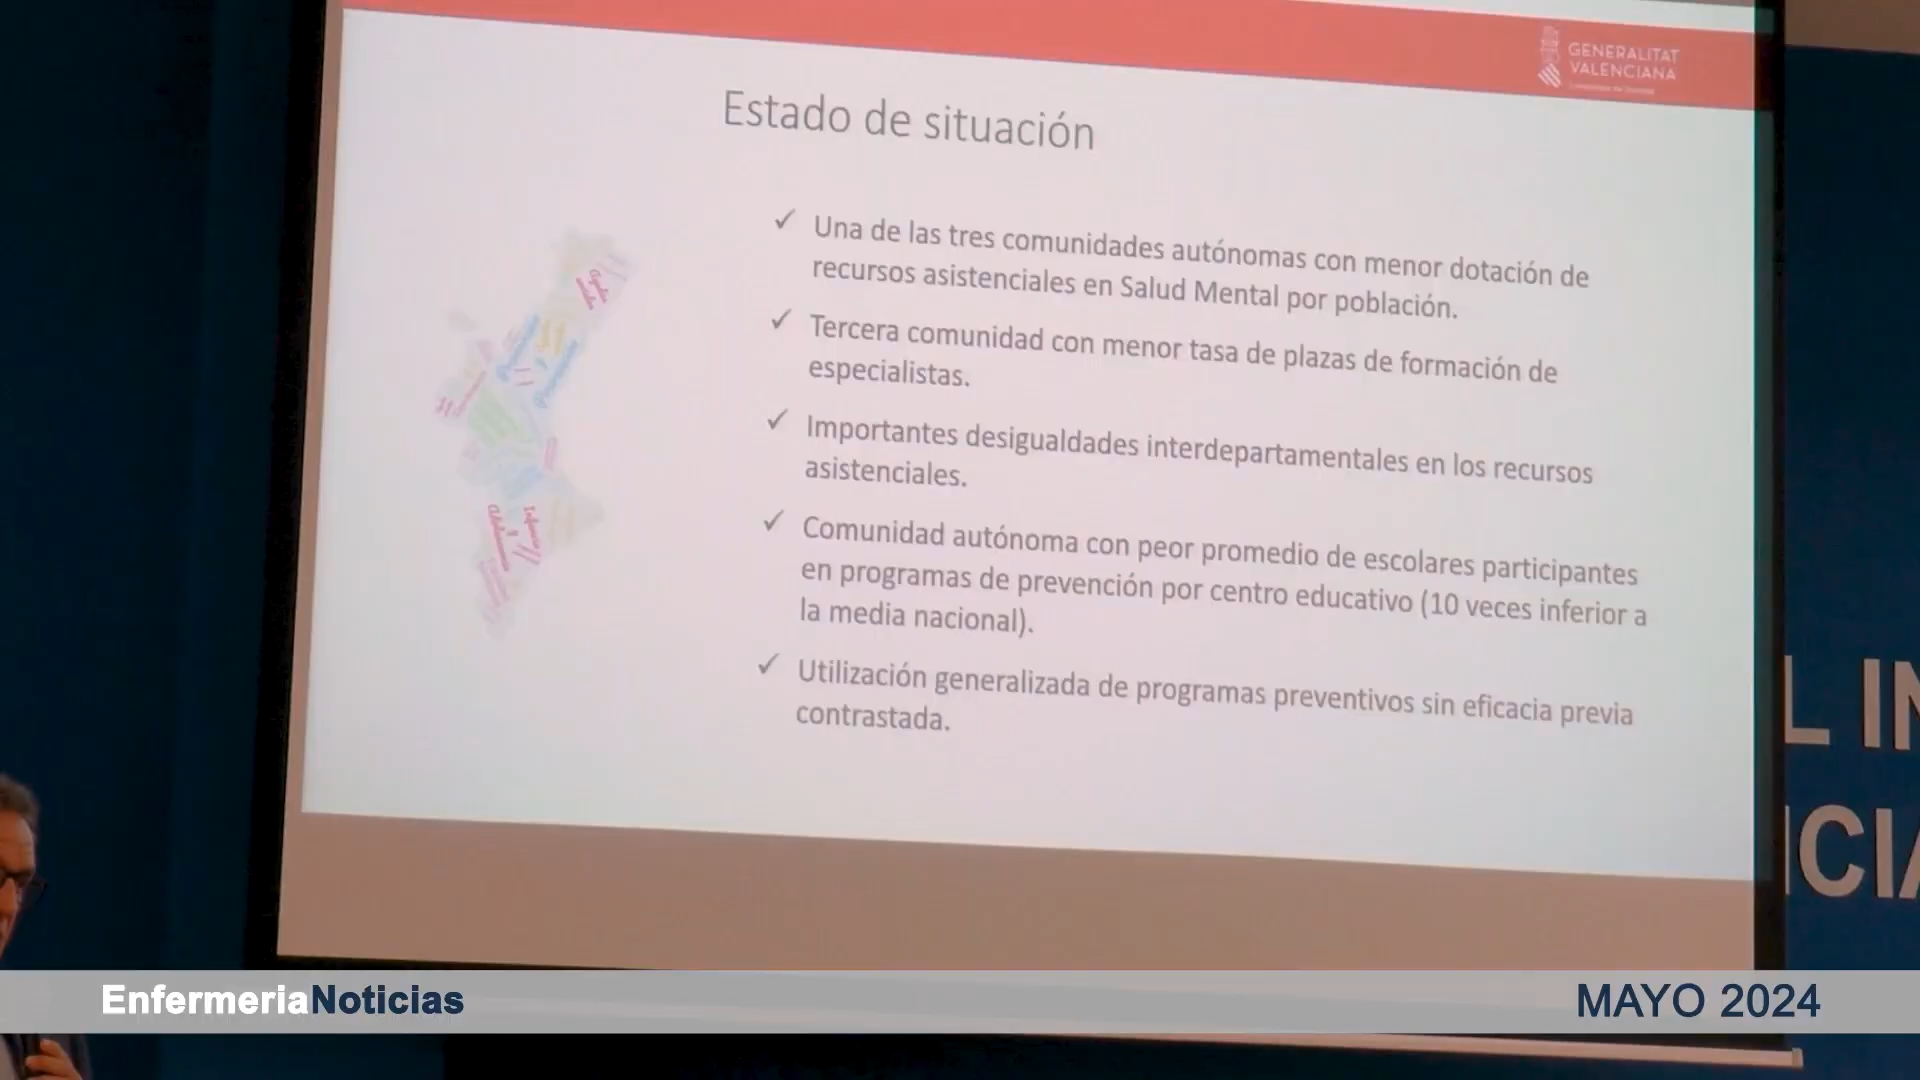 GENERALITAT
VALENCIANA
Estado de situación
✓ Una de las tres comunidades autónomas con menor dotación de
recursos asistenciales en Salud Mental por población.
✓ Tercera comunidad con menor tasa de plazas de formación de
especialistas.
✓ Importantes desigualdades interdepartamentales en los recursos
asistenciales.
✓ Comunidad autónoma con peor promedio de escolares participantes
en programas de prevención por centro educativo (10 veces inferior a
la media nacional).
✓ Utilización generalizada de programas preventivos sin eficacia previa
contrastada.
L IN
CIA
EnfermeriaNoticias
MAYO 2024